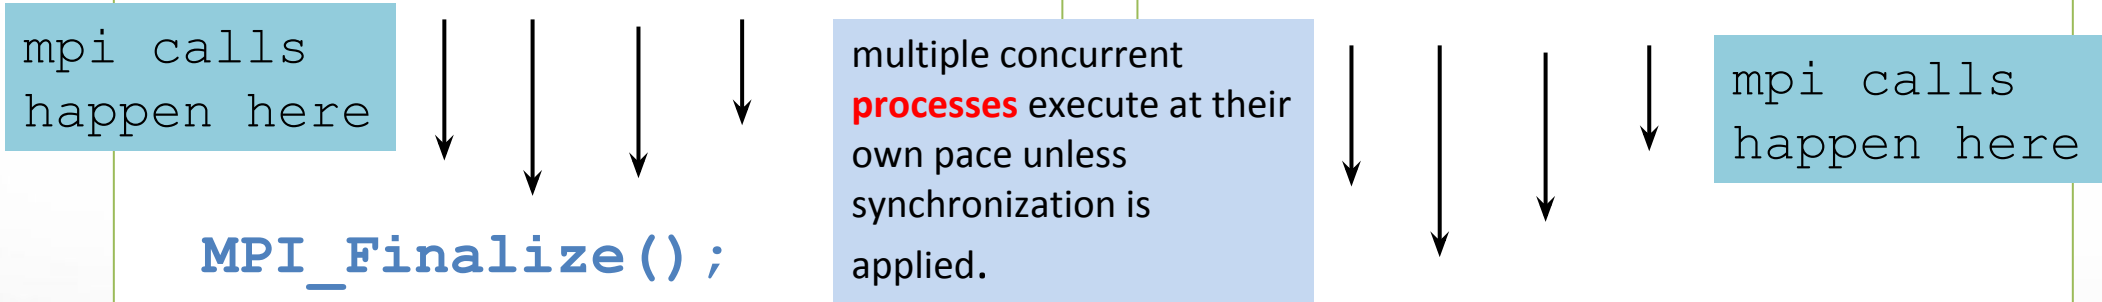 mpi calls
happen here
MPI_Finalize();
multiple concurrent
processes execute at their
own pace unless
synchronization is
applied.
mpi calls
happen here